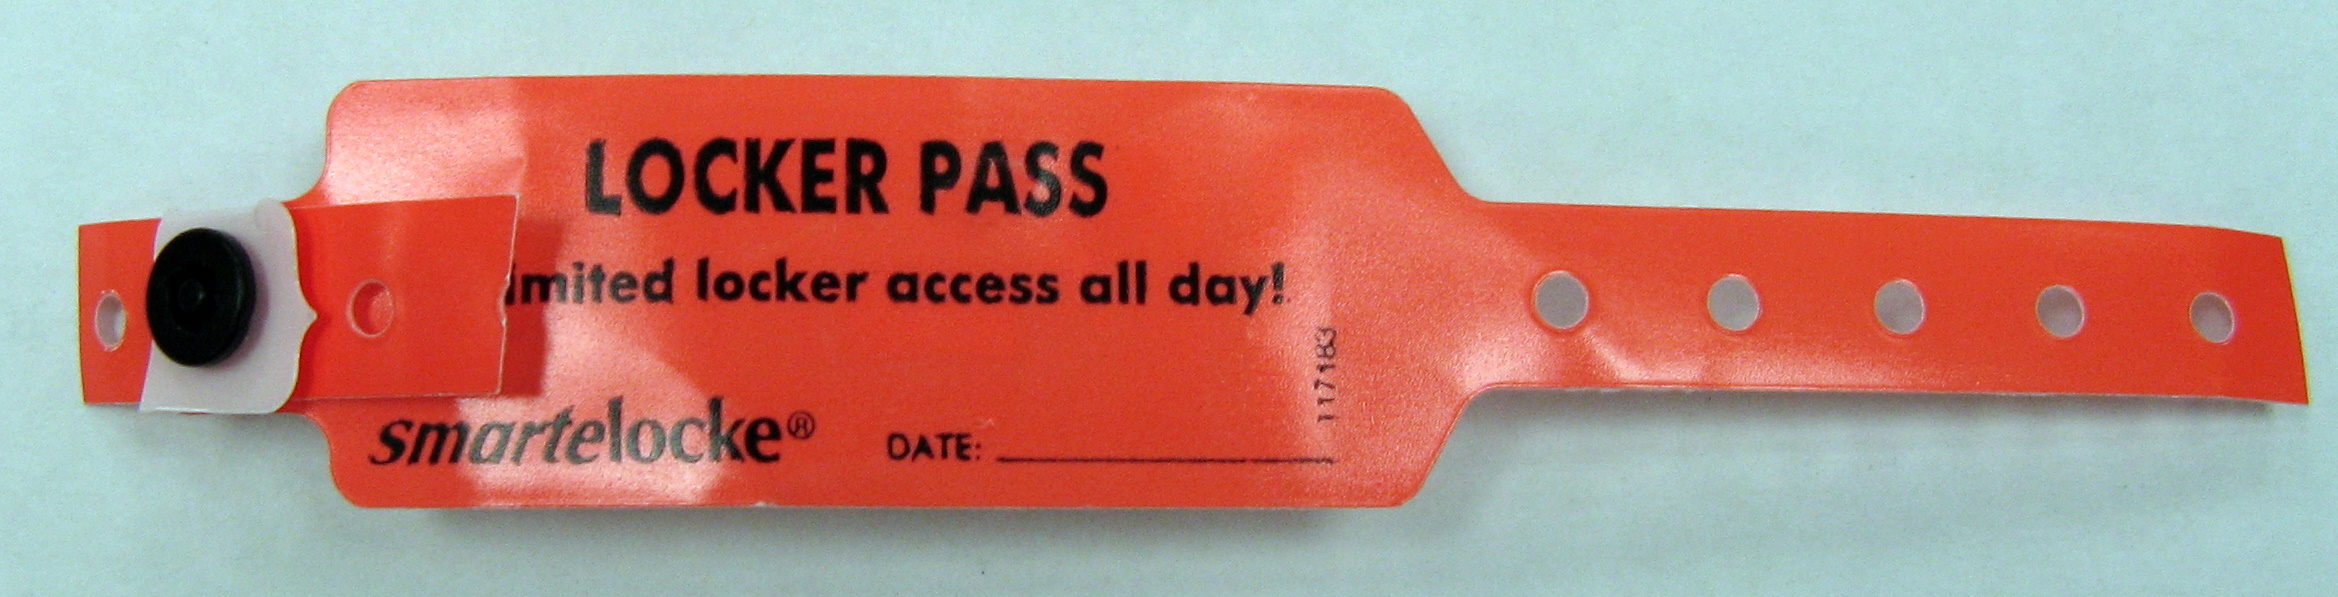 LOCKER PASS
imited locker access all day!
117183
smartelocke®
DATE: